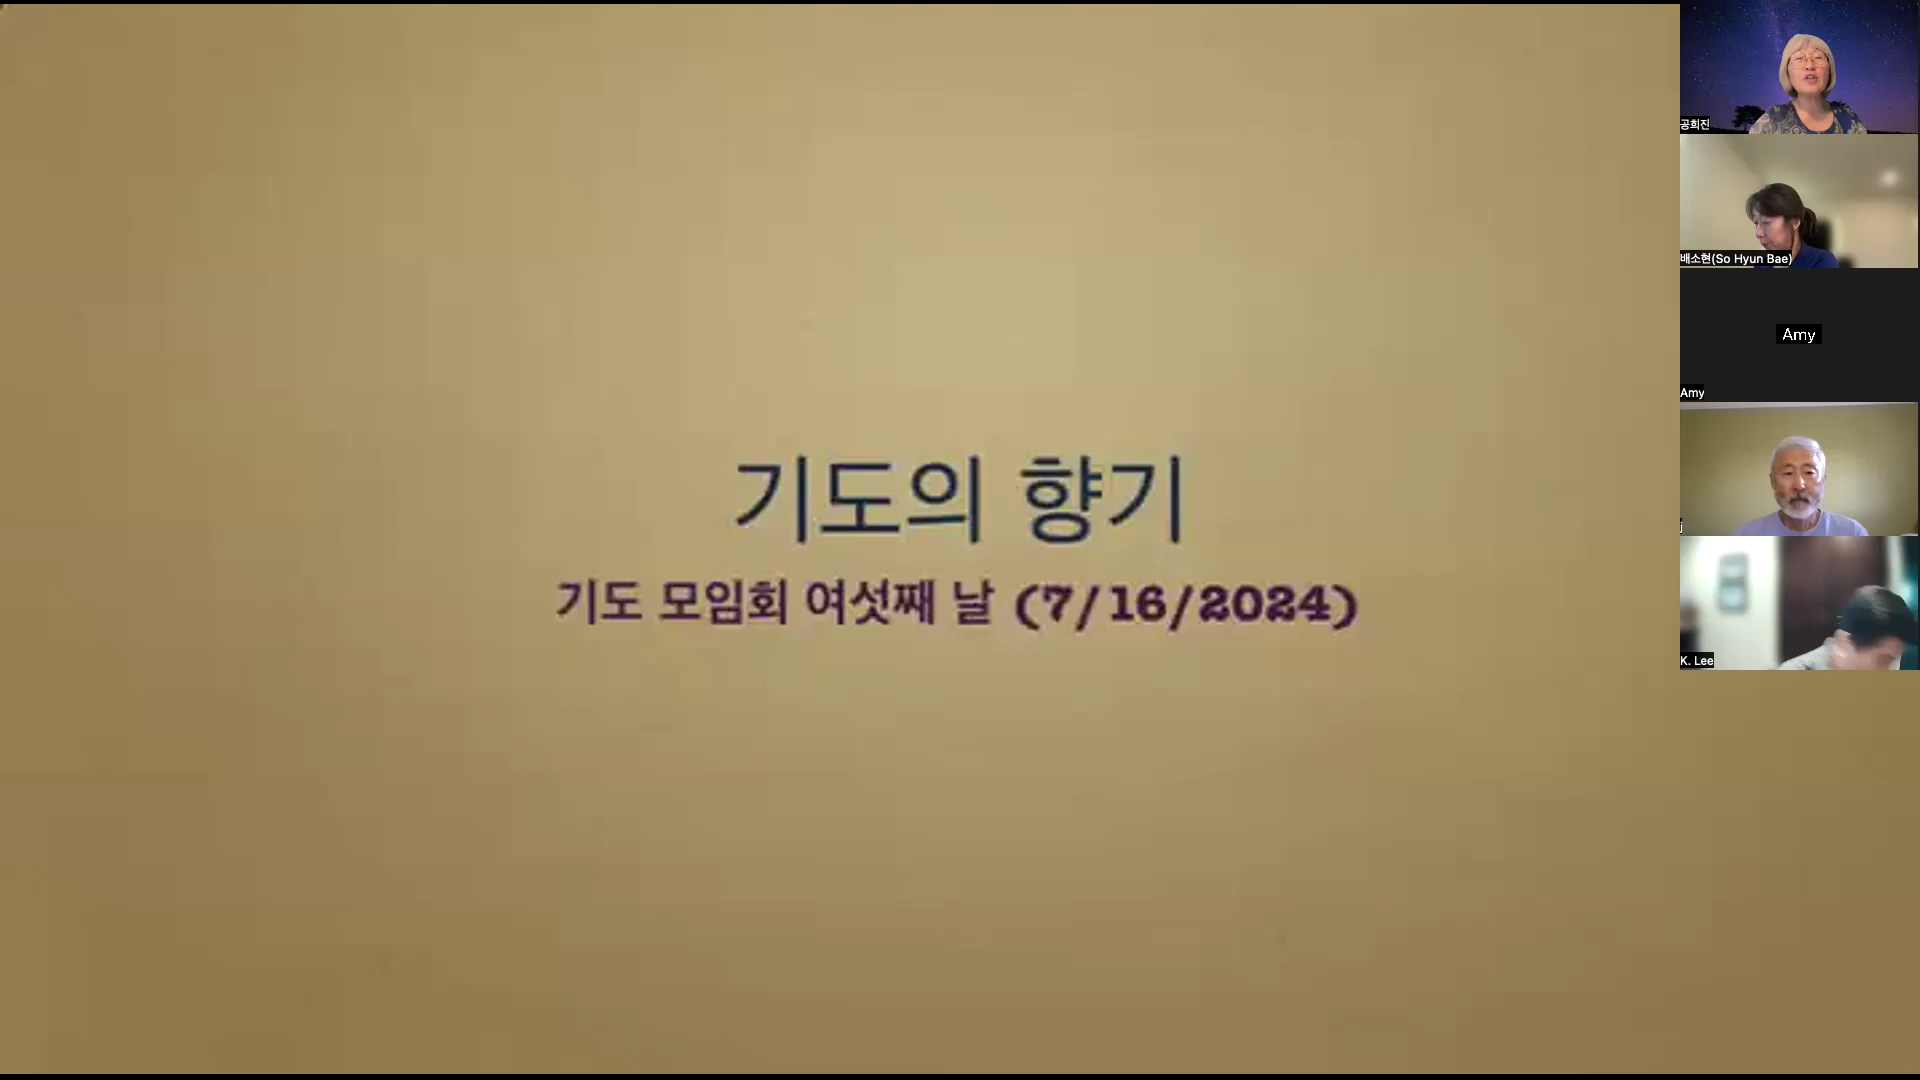 기도의 향기
기도 모임회 여섯째 날 (7/16/2024)
공희진
배소현(So Hyun Bae)
Amy
Amy
j
K. Lee